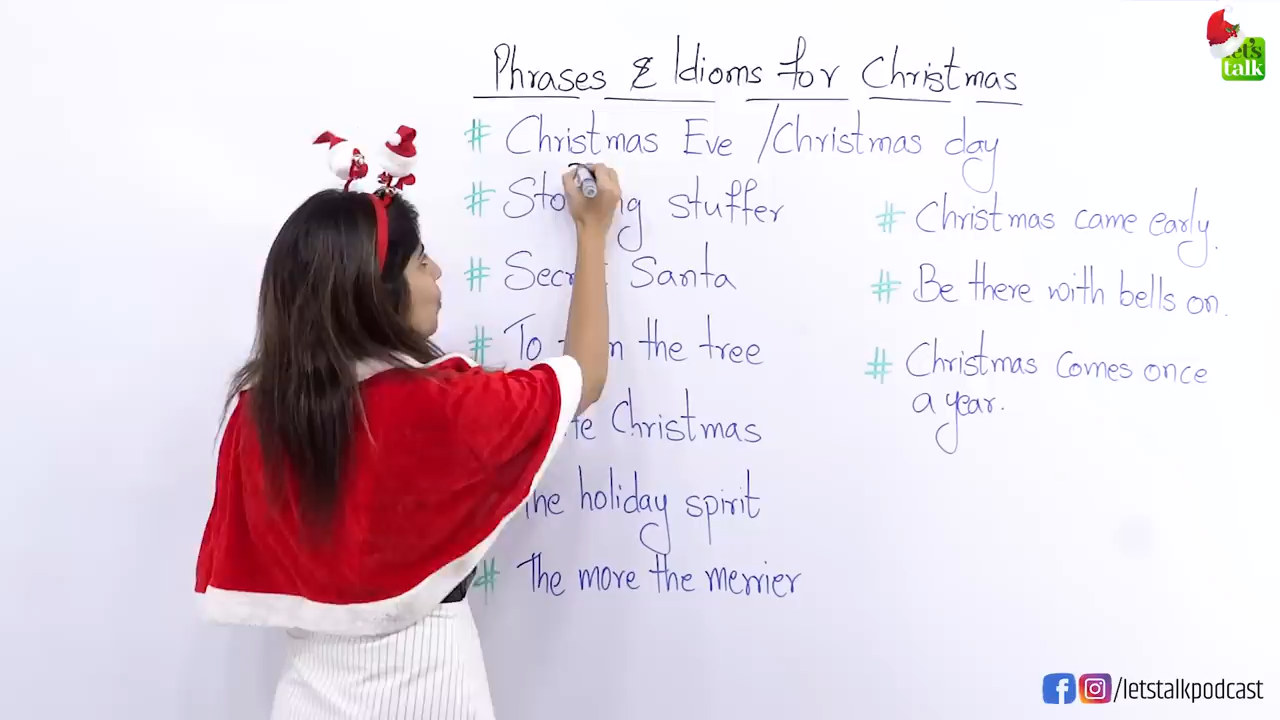 Phrases & Idioms for Christmas
# Christmas Eve / Christmas day
# stuffer
# Santa
# To the tree
Christmas
The holiday spirit
# The more the merrier
# Christmas came early.
# Be there with bells on.
# Christmas comes once
a year.
let's
talk
/letstalkpodcast